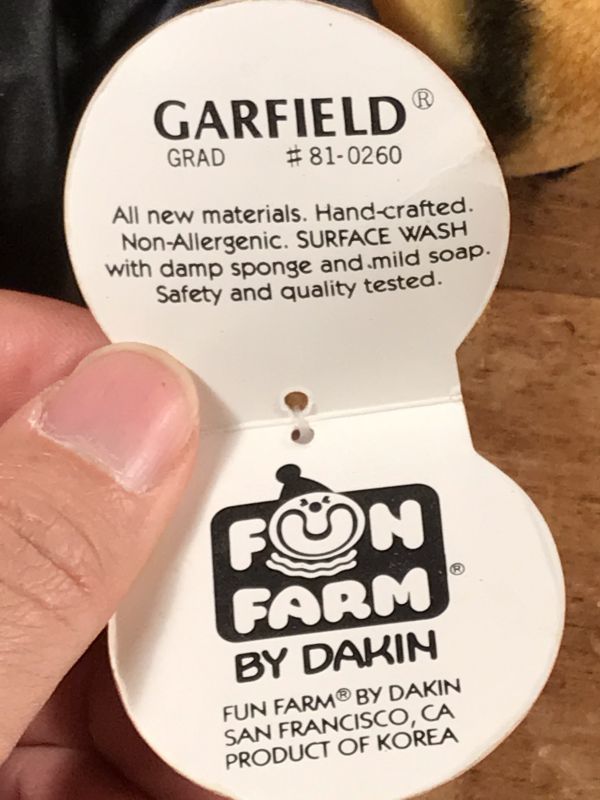 GARFIELD®
GRAD #81-0260
All new materials. Hand-crafted.
Non-Allergenic. SURFACE WASH
with damp sponge and mild soap.
Safety and quality tested.
FUN
FARM®
BY DAKIN
FUN FARM® BY DAKIN
SAN FRANCISCO, CA
PRODUCT OF KOREA